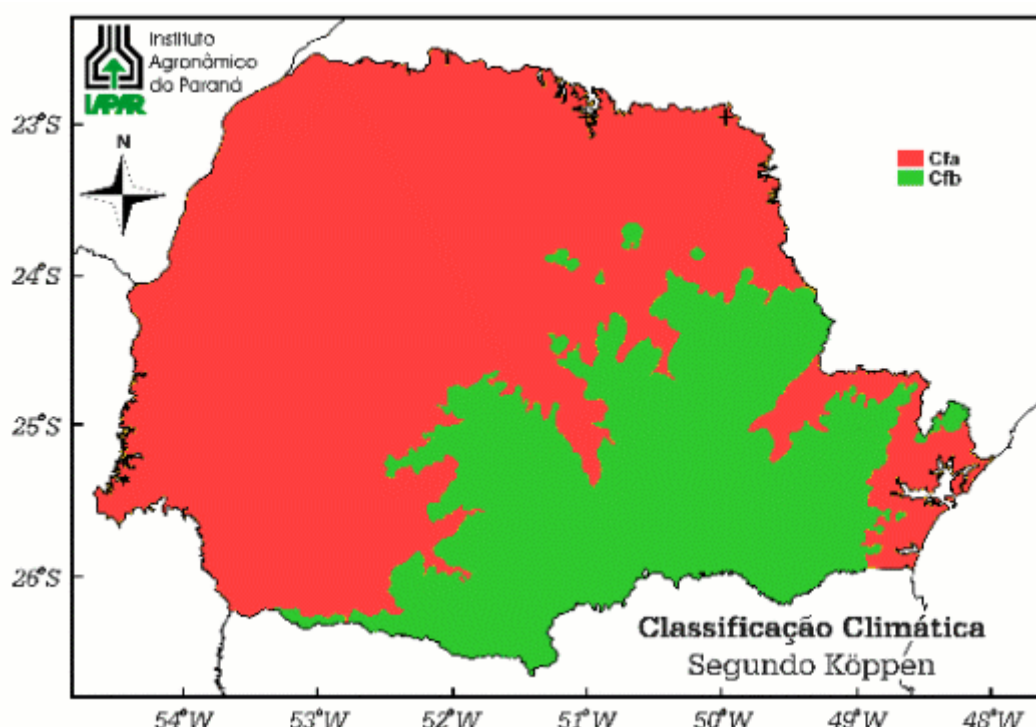 Instituto
Agronâmico
do Paraná
IAPAR
N
23°S
24°S
25°S
26°S
Cfa
Cfb
Classificação Climática
Segundo Köppen
54°W
53°W
52°W
51°W
50°W
49°W
48°W